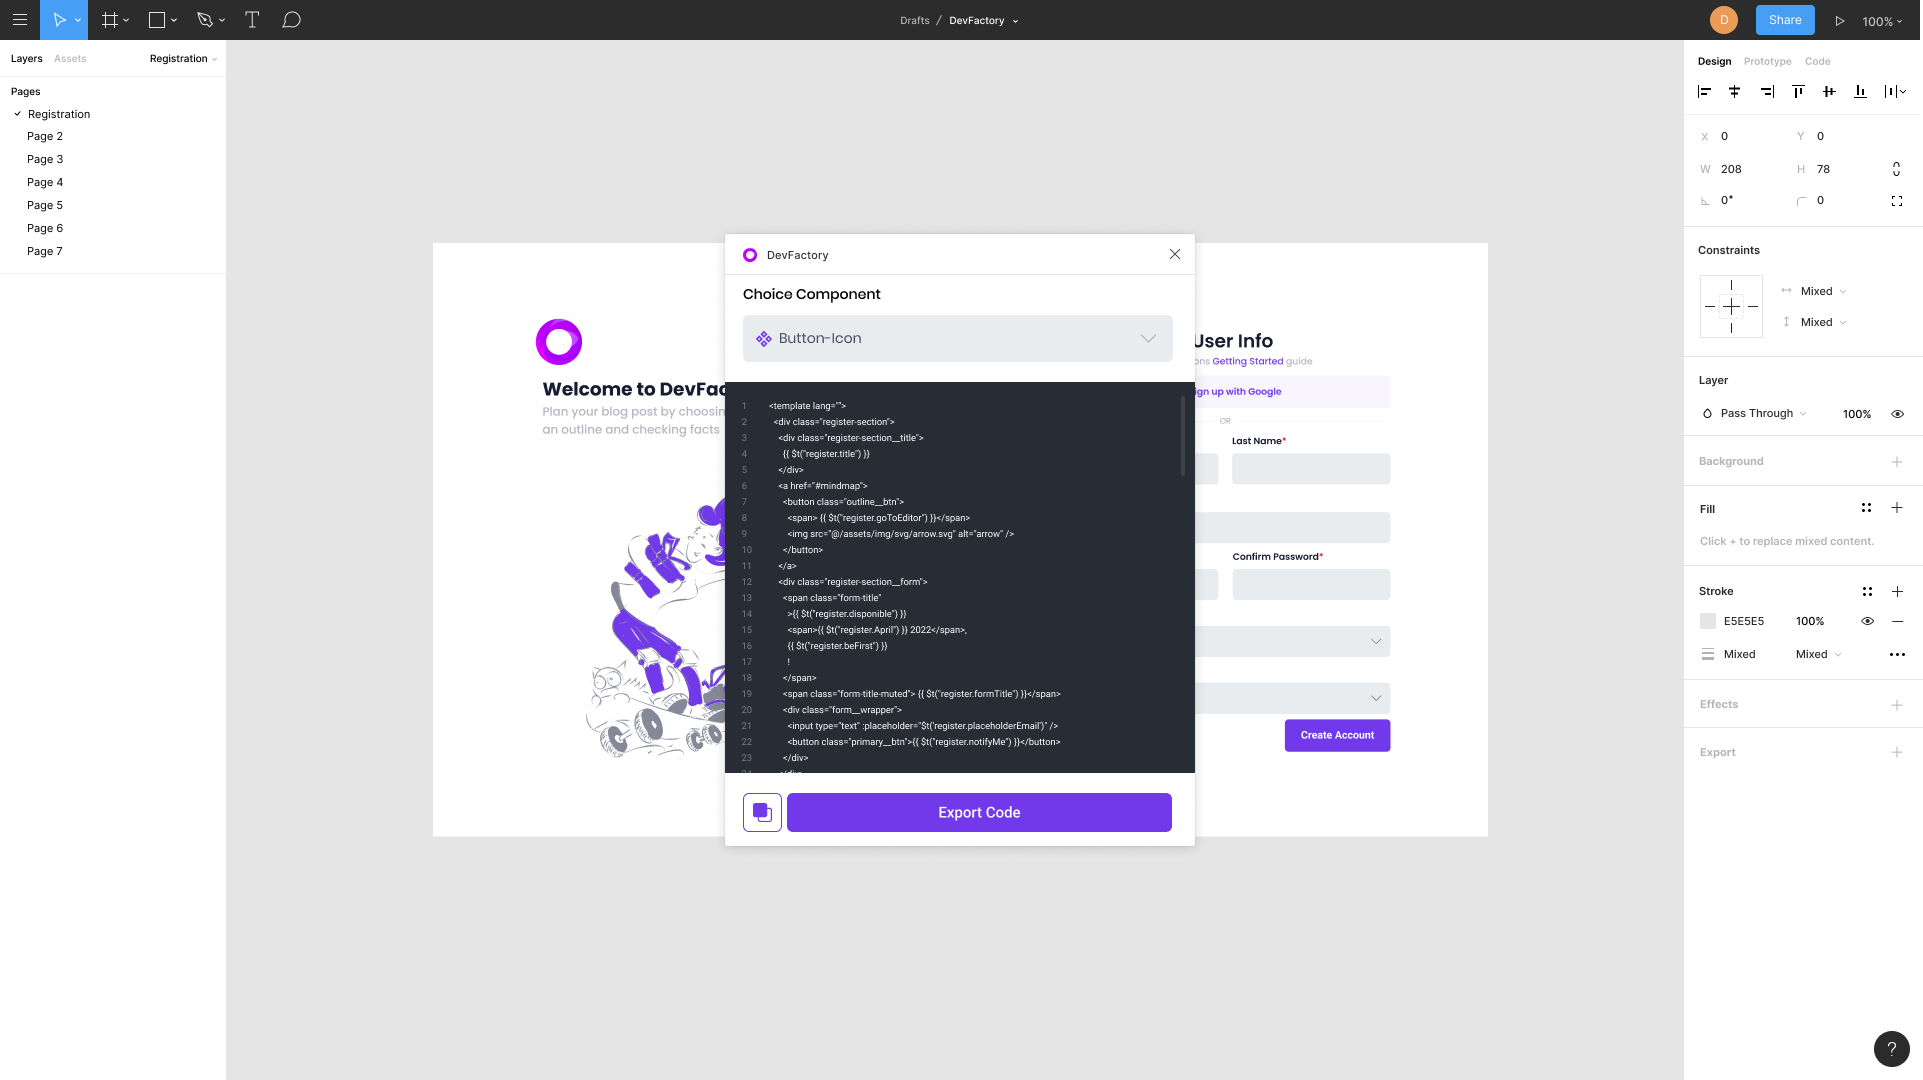 Drafts / DevFactory
D
Share
100%
Layers Assets Registration
Pages
Registration
Page 2
Page 3
Page 4
Page 5
Page 6
Page 7
Welcome to DevFac
Plan your blog post by choosin
an outline and checking facts
DevFactory
Choice Component
Button-Icon
1 <template lang="">
2 <div class="register-section">
3 <div class="register-section__title">
4 {{ $t("register.title") }}
5 </div>
6 <a href="#mindmap">
7 <button class="outline__btn">
8 <span> {{ $t("register.goToEditor") }}</span>
9 <img src="@/assets/img/svg/arrow.svg" alt="arrow" />
10 </button>
11 </a>
12 <div class="register-section__form">
13 <span class="form-title"
14 >{{ $t("register.disponible") }}
15 <span>{{ $t("register.April") }} 2022</span>,
16 {{ $t("register.beFirst") }}
17 !
18 </span>
19 <span class="form-title-muted"> {{ $t("register.formTitle") }}</span>
20 <div class="form__wrapper">
21 <input type="text" :placeholder="$t('register.placeholderEmail')" />
22 <button class="primary__btn">{{ $t("register.notifyMe") }}</button>
23 </div>
24 </div>
Export Code
User Info
ons Getting Started guide
ign up with Google
OR
Last Name*
Confirm Password*
Create Account
Design Prototype Code
X 0 Y 0
W 208 H 78
0° 0
Constraints
Mixed
Mixed
Layer
Pass Through 100%
Background
Fill
Click + to replace mixed content.
Stroke
E5E5E5 100%
Mixed Mixed
Effects
Export
?